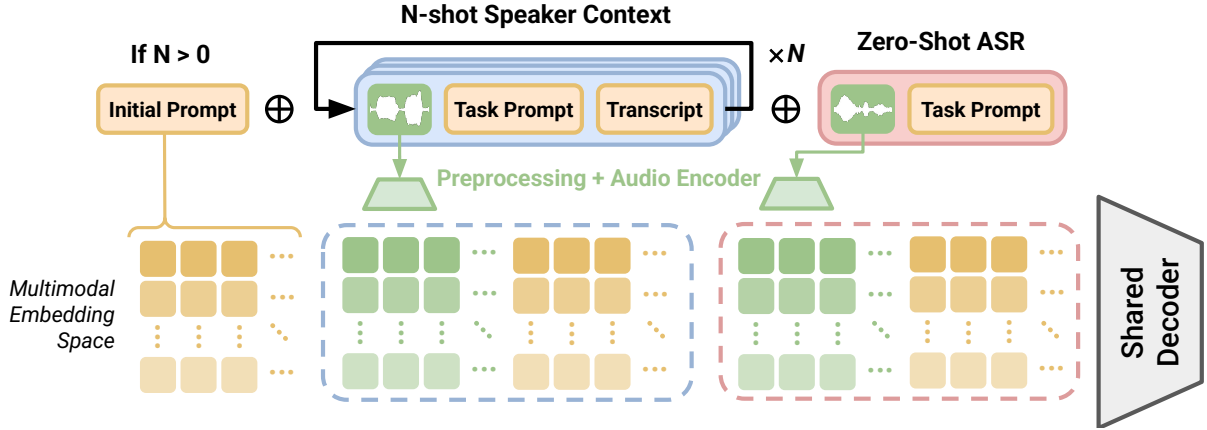 N-shot Speaker Context
If N > 0
×N
Zero-Shot ASR
Initial Prompt
Task Prompt
Transcript
Task Prompt
Preprocessing + Audio Encoder
Multimodal
Embedding
Space
Shared
Decoder